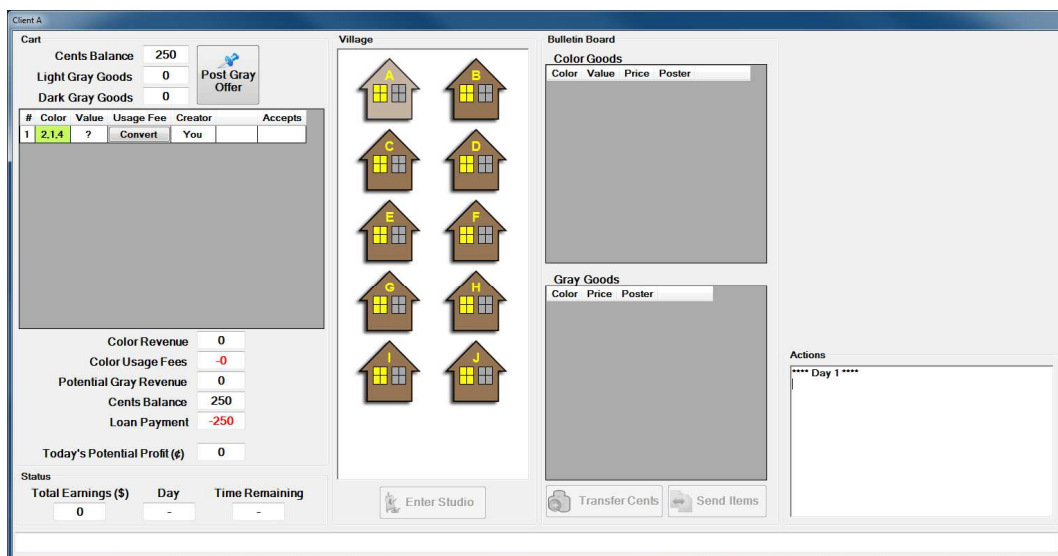 Client A
Cart
Cents Balance 250
Light Gray Goods 0
Dark Gray Goods 0
Post Gray Offer
# Color Value Usage Fee Creator Accepts
1 2,1,4 ? Convert You
Color Revenue 0
Color Usage Fees -0
Potential Gray Revenue 0
Cents Balance 250
Loan Payment -250
Today's Potential Profit (¢) 0
Status
Total Earnings ($) Day Time Remaining
0 - -
Village
A B
C D
E F
G H
I J
Enter Studio
Bulletin Board
Color Goods
Color Value Price Poster
Gray Goods
Color Price Poster
Transfer Cents Send Items
Actions
**** Day 1 ****